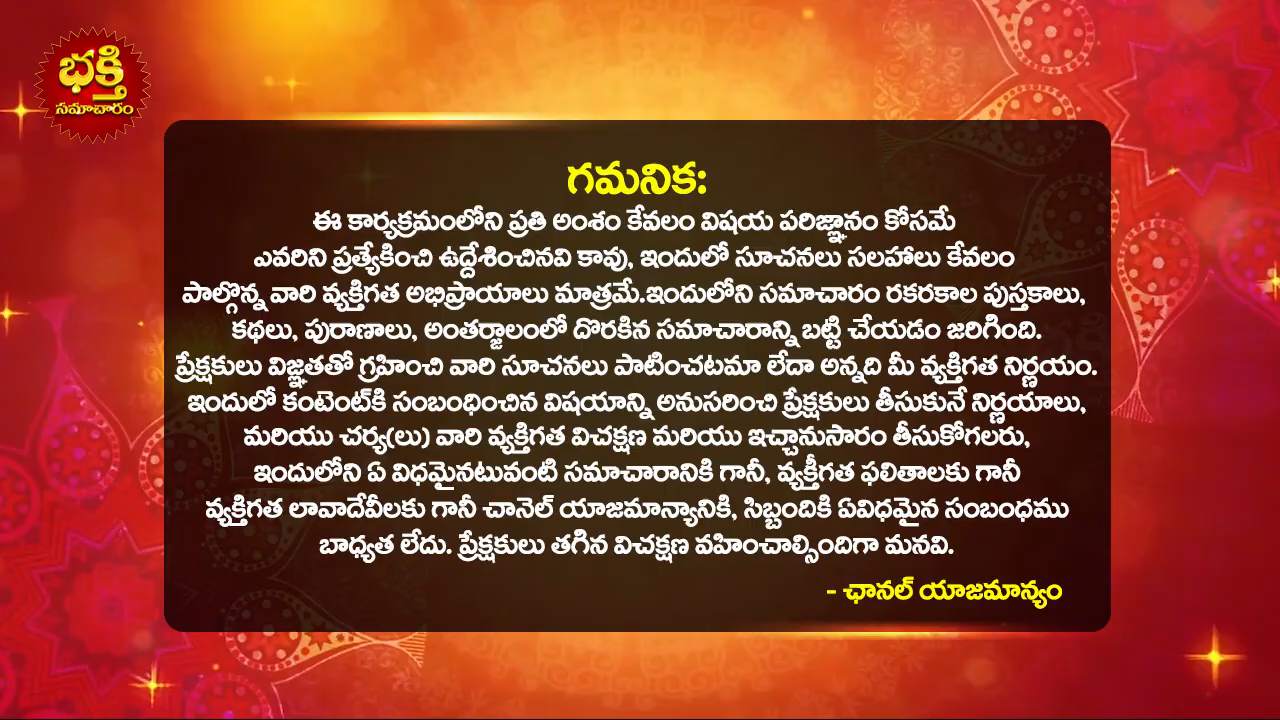 భక్తి
సమాచారం
గమనిక:
ఈ కార్యక్రమంలోని ప్రతి అంశం కేవలం విషయ పరిజ్ఞానం కోసమే
ఎవరిని ప్రత్యేకించి ఉద్దేశించినవి కావు, ఇందులో సూచనలు సలహాలు కేవలం
పాల్గొన్న వారి వ్యక్తిగత అభిప్రాయాలు మాత్రమే.ఇందులోని సమాచారం రకరకాల పుస్తకాలు,
కథలు, పురాణాలు, అంతర్జాలంలో దొరకిన సమాచారాన్ని బట్టి చేయడం జరిగింది.
ప్రేక్షకులు విజ్ఞతతో గ్రహించి వారి సూచనలు పాటించటమా లేదా అన్నది మీ వ్యక్తిగత నిర్ణయం.
ఇందులో కంటెంట్‌కి సంబంధించిన విషయాన్ని అనుసరించి ప్రేక్షకులు తీసుకునే నిర్ణయాలు,
మరియు చర్య(లు) వారి వ్యక్తిగత విచక్షణ మరియు ఇచ్చానుసారం తీసుకోగలరు,
ఇందులోని ఏ విధమైనటువంటి సమాచారానికి గానీ, వ్యక్తీగత ఫలితాలకు గానీ
వ్యక్తిగత లావాదేవీలకు గానీ చానెల్ యాజమాన్యానికి, సిబ్బందికి ఏవిధమైన సంబంధము
బాధ్యత లేదు. ప్రేక్షకులు తగిన విచక్షణ వహించాల్సిందిగా మనవి.
- ఛానల్ యాజమాన్యం